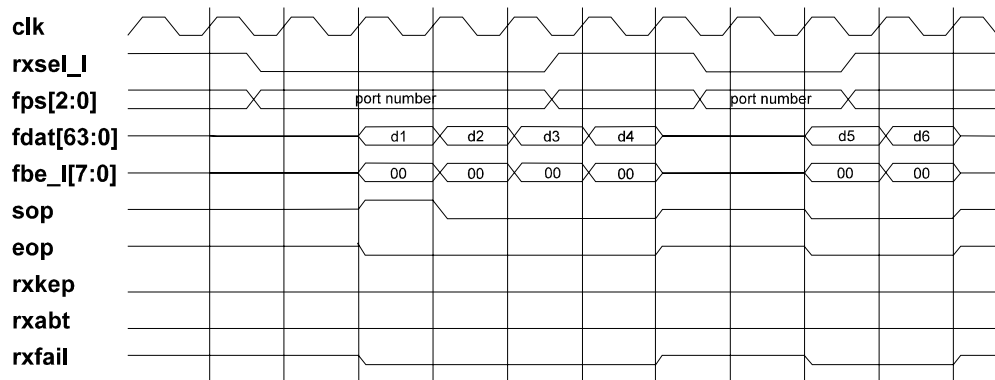 clk
rxsel_l
fps[2:0] port number port number
fdat[63:0] d1 d2 d3 d4 d5 d6
fbe_l[7:0] 00 00 00 00 00 00
sop
eop
rxkep
rxabt
rxfail